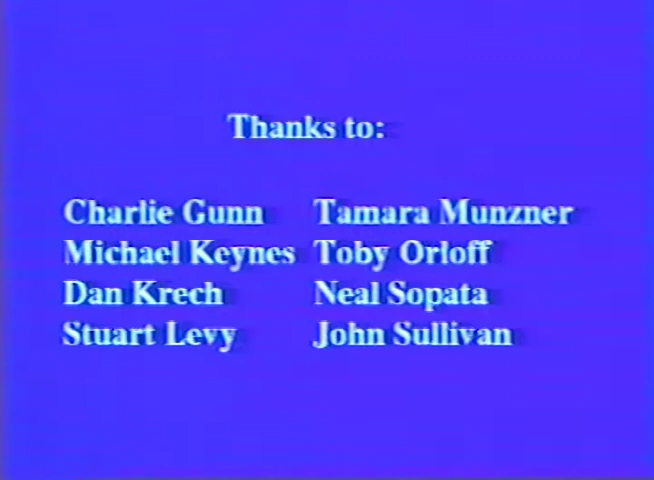 Thanks to:
Charlie Gunn Tamara Munzner
Michael Keynes Toby Orloff
Dan Krech Neal Sopata
Stuart Levy John Sullivan